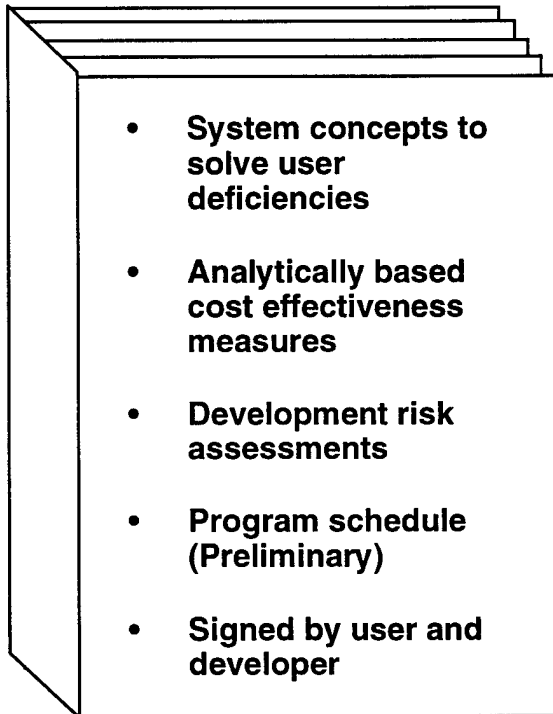 • System concepts to
solve user
deficiencies
• Analytically based
cost effectiveness
measures
• Development risk
assessments
• Program schedule
(Preliminary)
• Signed by user and
developer